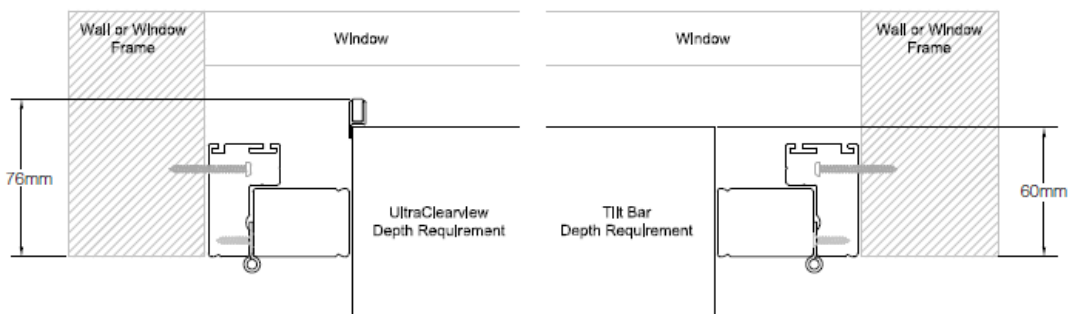 Wall or Window
Frame
Window
Window
Wall or Window
Frame
76mm
UltraClearview
Depth Requirement
Tilt Bar
Depth Requirement
60mm